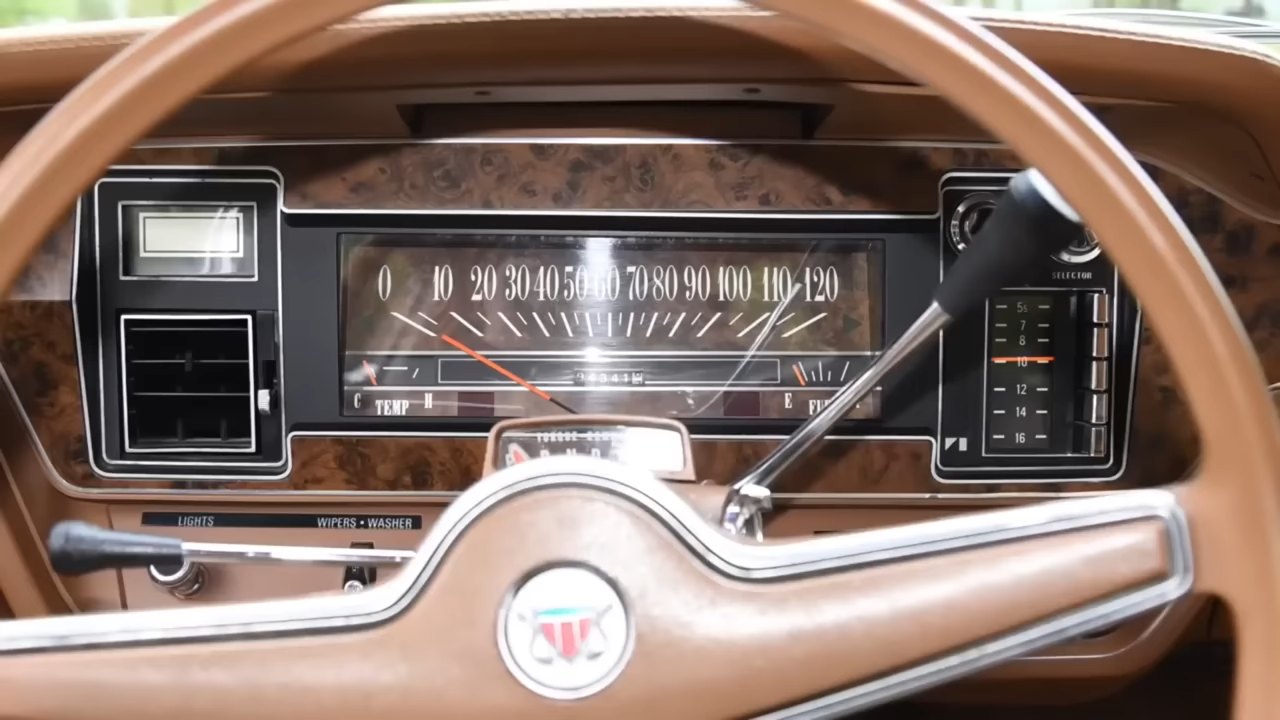 0 10 20 30 40 50 60 70 80 90 100 110 120
SELECTOR
5s
7
8
10
12
14
16
C TEMP H
E
LIGHTS WIPERS • WASHER